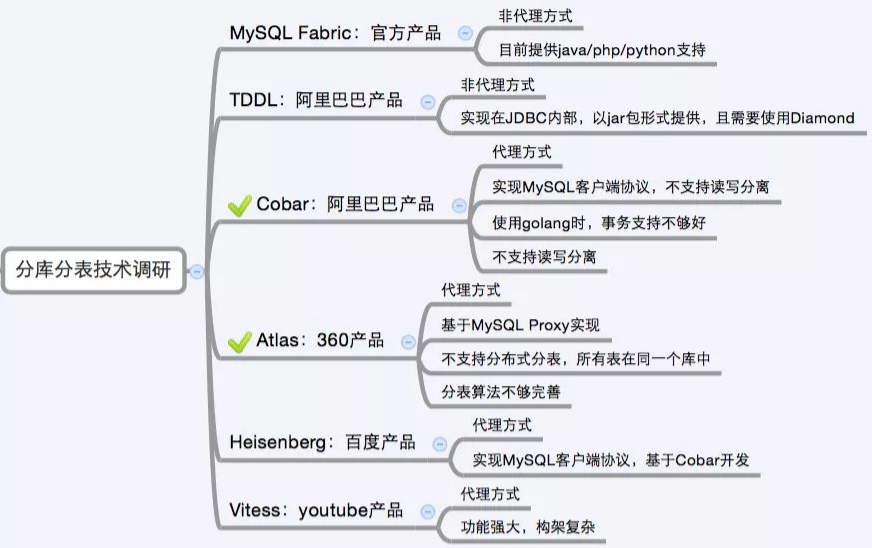 分库分表技术调研
MySQL Fabric：官方产品
非代理方式
目前提供java/php/python支持
TDDL：阿里巴巴产品
非代理方式
实现在JDBC内部，以jar包形式提供，且需要使用Diamond
Cobar：阿里巴巴产品
代理方式
实现MySQL客户端协议，不支持读写分离
使用golang时，事务支持不够好
不支持读写分离
Atlas：360产品
代理方式
基于MySQL Proxy实现
不支持分布式分表，所有表在同一个库中
分表算法不够完善
Heisenberg：百度产品
代理方式
实现MySQL客户端协议，基于Cobar开发
Vitess：youtube产品
代理方式
功能强大，构架复杂